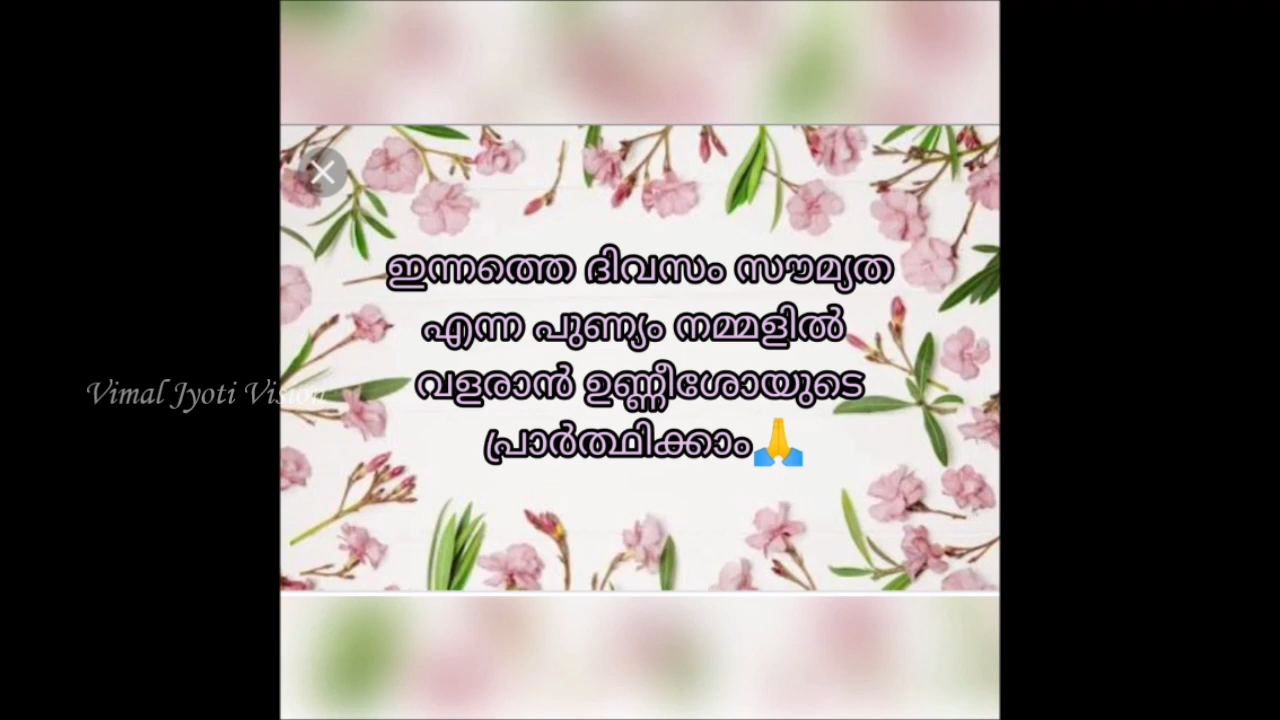 ഇന്നത്തെ ദിവസം സൗമ്യത
എന്ന പുണ്യം നമ്മളിൽ
വളരാൻ ഉണ്ണീശോയുടെ
പ്രാർത്ഥിക്കാം🙏
Vimal Jyoti Vision